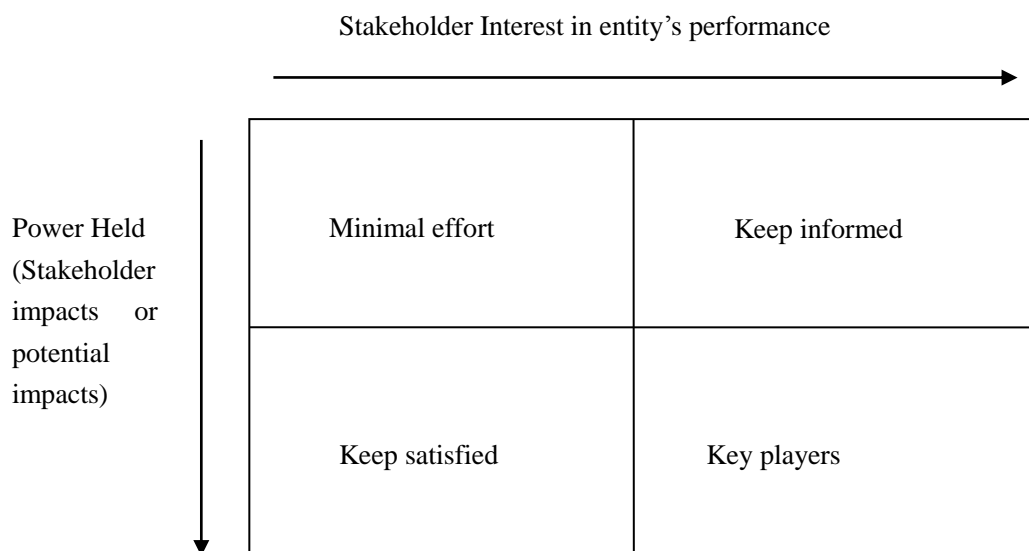 Stakeholder Interest in entity’s performance
Minimal effort
Keep informed
Power Held
(Stakeholder
impacts or
potential
impacts)
Keep satisfied
Key players